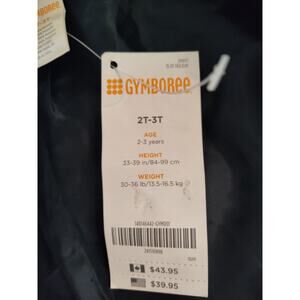 GYMBOREE
2T-3T
AGE
2-3 years
HEIGHT
33-39 in/84-99 cm
WEIGHT
30-36 lb/13.5-16.5 kg
$43.95
$39.95